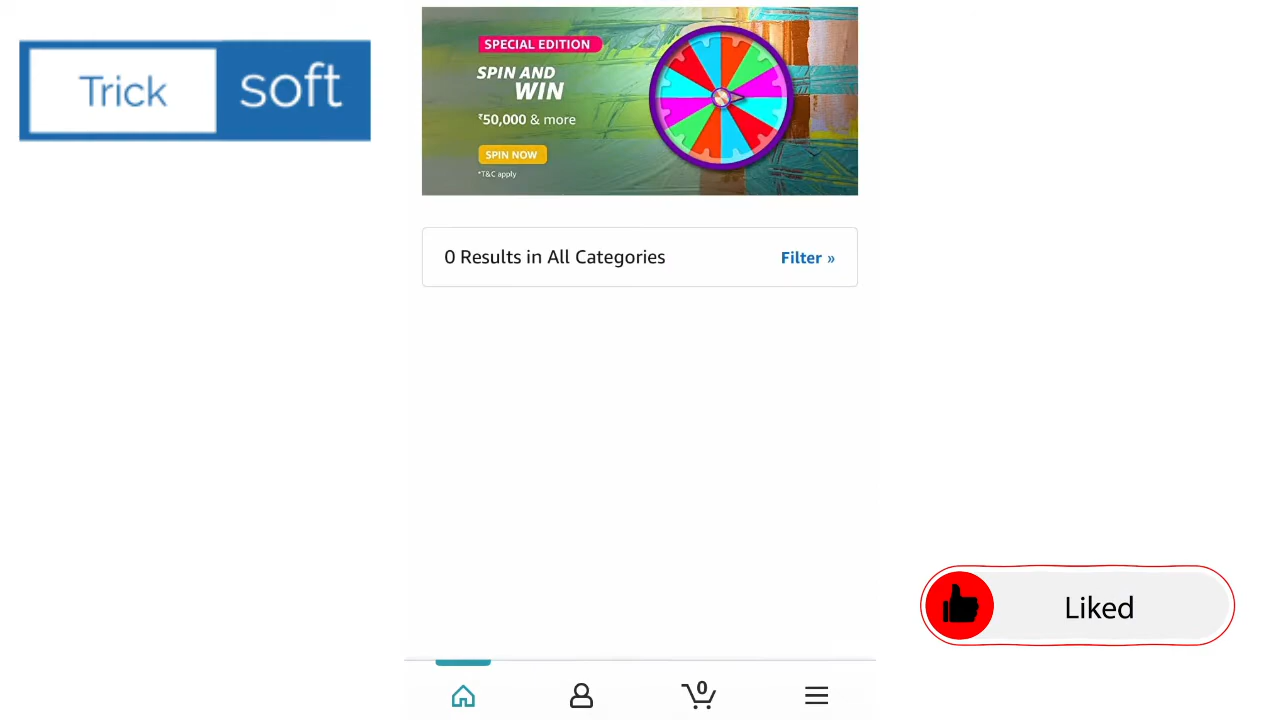 Trick soft
SPECIAL EDITION
SPIN AND
WIN
₹50,000 & more
SPIN NOW
*T&C apply
0 Results in All Categories
Filter »
Liked
0